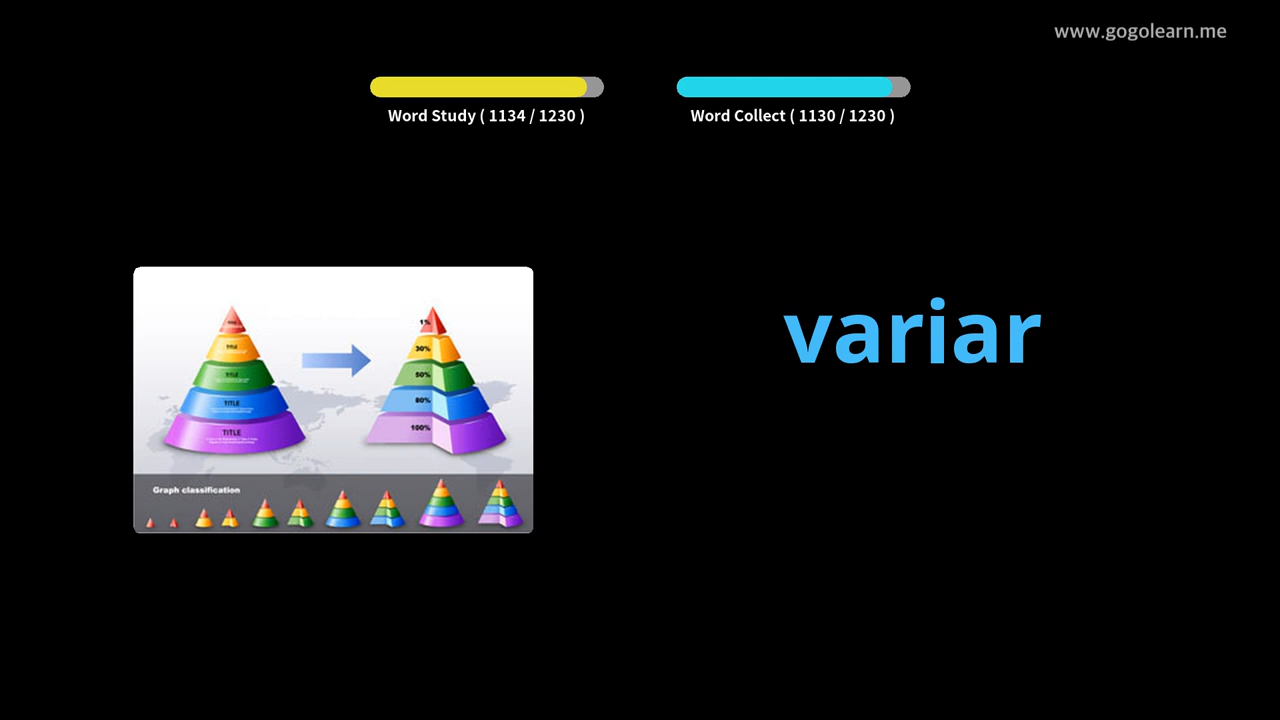 www.gogolearn.me
Word Study ( 1134 / 1230 )
Word Collect ( 1130 / 1230 )
variar
TITLE
TITLE
TITLE
TITLE
1%
30%
50%
80%
100%
Graph classification